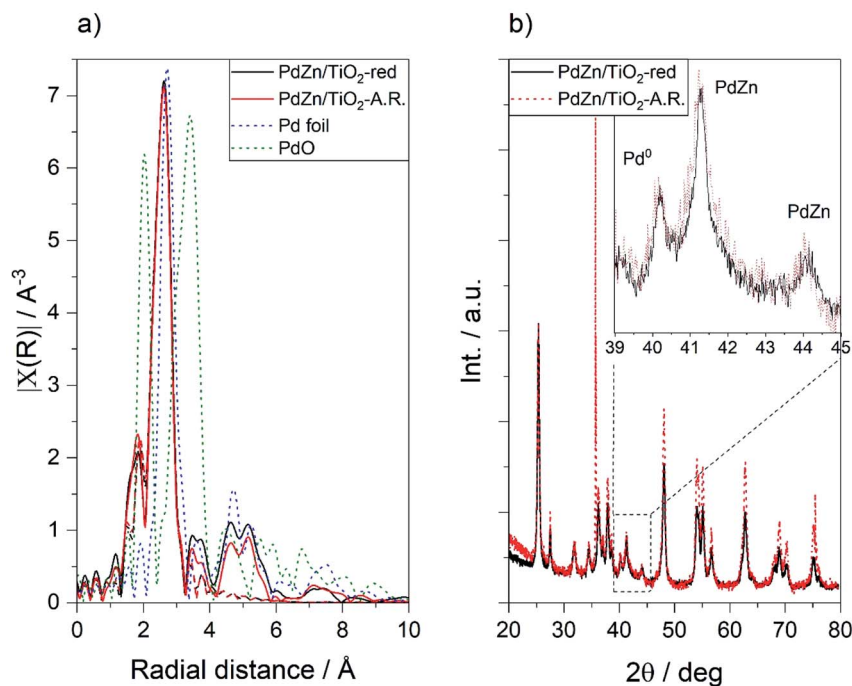 a)
b)
PdZn/TiO₂-red
PdZn/TiO₂-A.R.
Pd foil
PdO
|X(R)| / A⁻³
7
6
5
4
3
2
1
0
0 2 4 6 8 10
Radial distance / Å
PdZn/TiO₂-red
PdZn/TiO₂-A.R.
PdZn
Pd⁰
PdZn
39 40 41 42 43 44 45
Int. / a.u.
20 30 40 50 60 70 80
2θ / deg